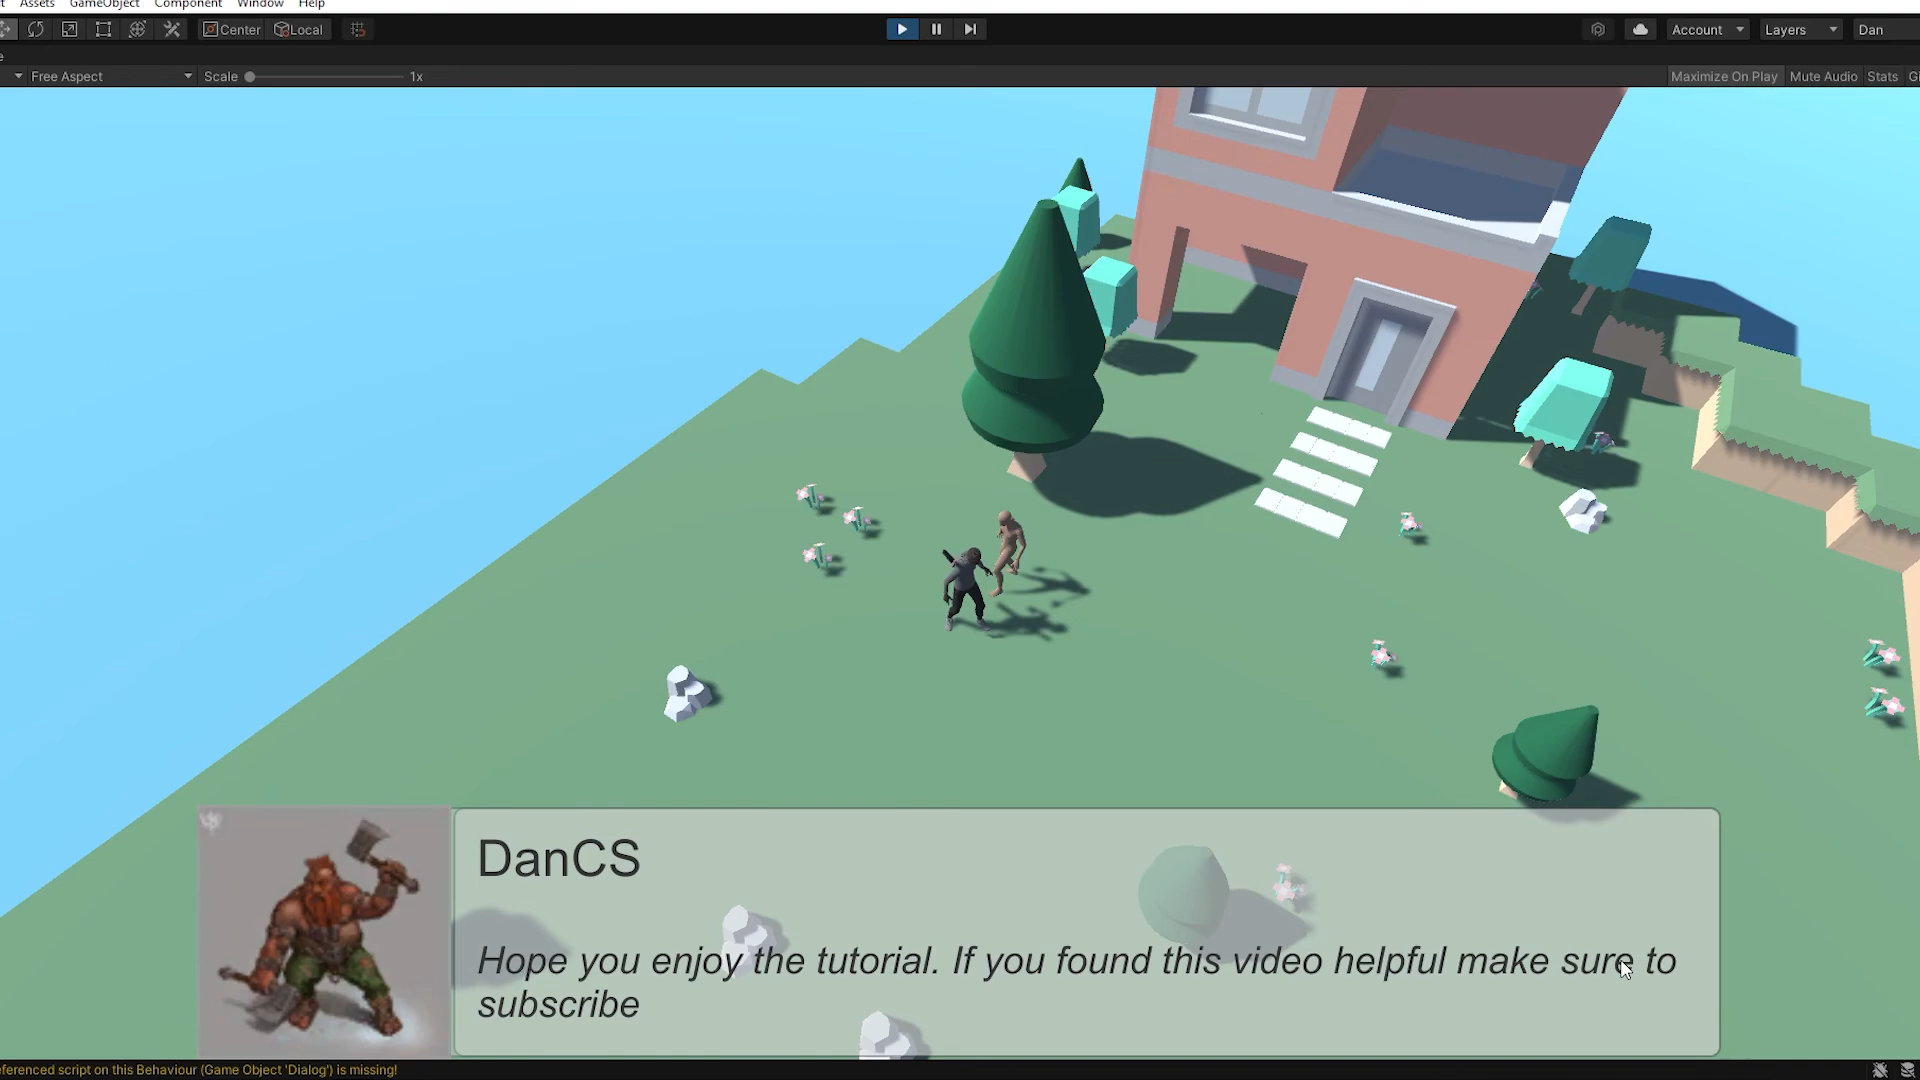 Assets GameObject Component Window Help
Center Local Account Layers Dan
Free Aspect Scale 1x Maximize On Play Mute Audio Stats
DanCS
Hope you enjoy the tutorial. If you found this video helpful make sure to
subscribe
script on this Behaviour (Game Object 'Dialog') is missing!